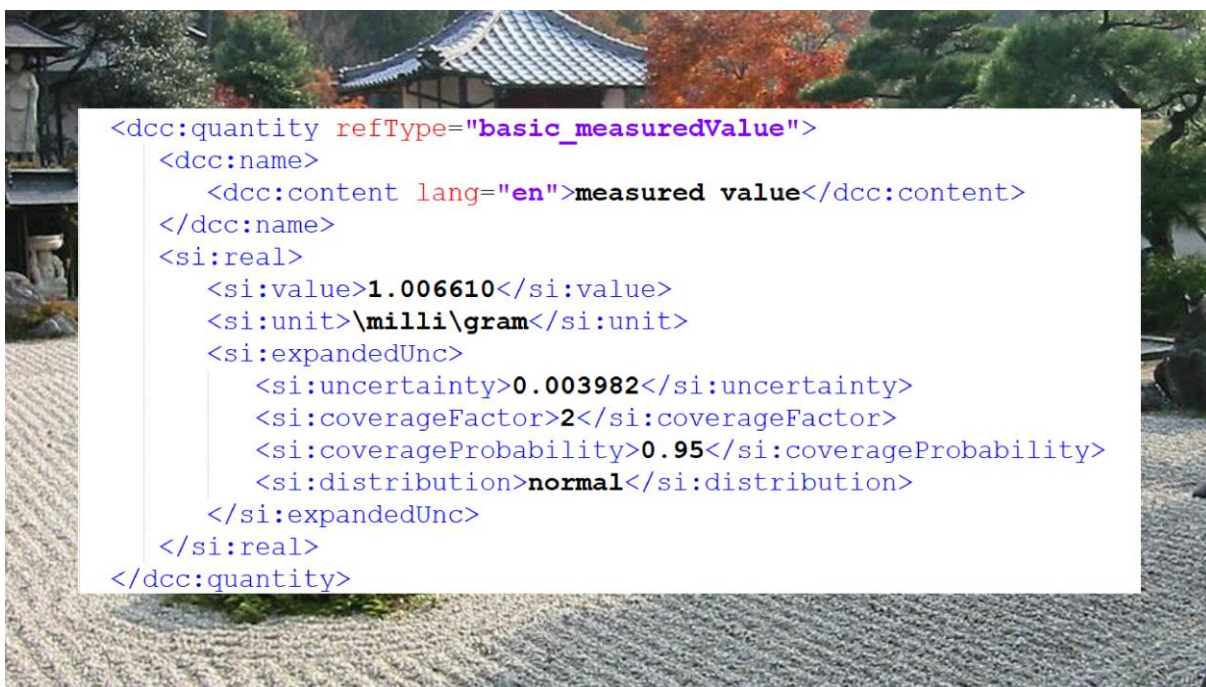 <dcc:quantity refType="basic_measuredValue">
<dcc:name>
<dcc:content lang="en">measured value</dcc:content>
</dcc:name>
<si:real>
<si:value>1.006610</si:value>
<si:unit>\milli\gram</si:unit>
<si:expandedUnc>
<si:uncertainty>0.003982</si:uncertainty>
<si:coverageFactor>2</si:coverageFactor>
<si:coverageProbability>0.95</si:coverageProbability>
<si:distribution>normal</si:distribution>
</si:expandedUnc>
</si:real>
</dcc:quantity>